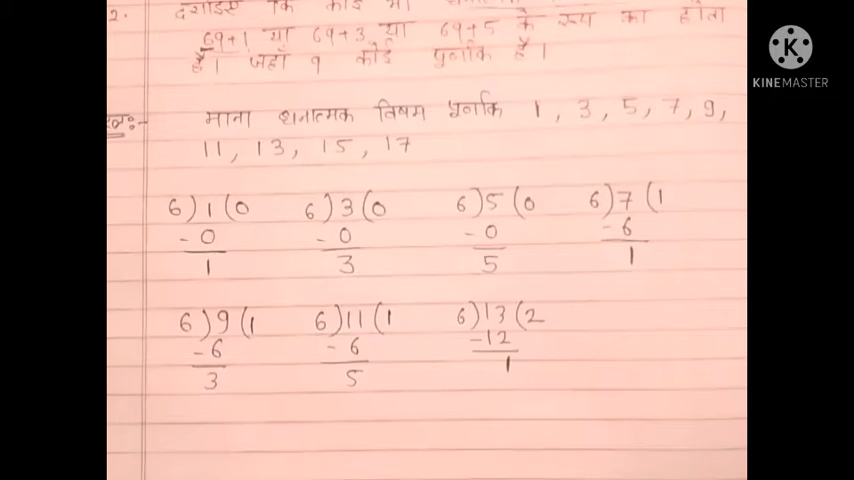 2. दर्शाइए कि कोई भी
6q+1 या 6q+3 या 6q+5 के रूप का होता
है। जहाँ q कोई पुर्णांक है।
हल:- माना धनात्मक विषम पूर्णांक 1, 3, 5, 7, 9,
11, 13, 15, 17
6)1(0 6)3(0 6)5(0 6)7(1
-0 -0 -0 -6
1 3 5 1
6)9(1 6)11(1 6)13(2
-6 -6 -12
3 5 1
K
KINEMASTER